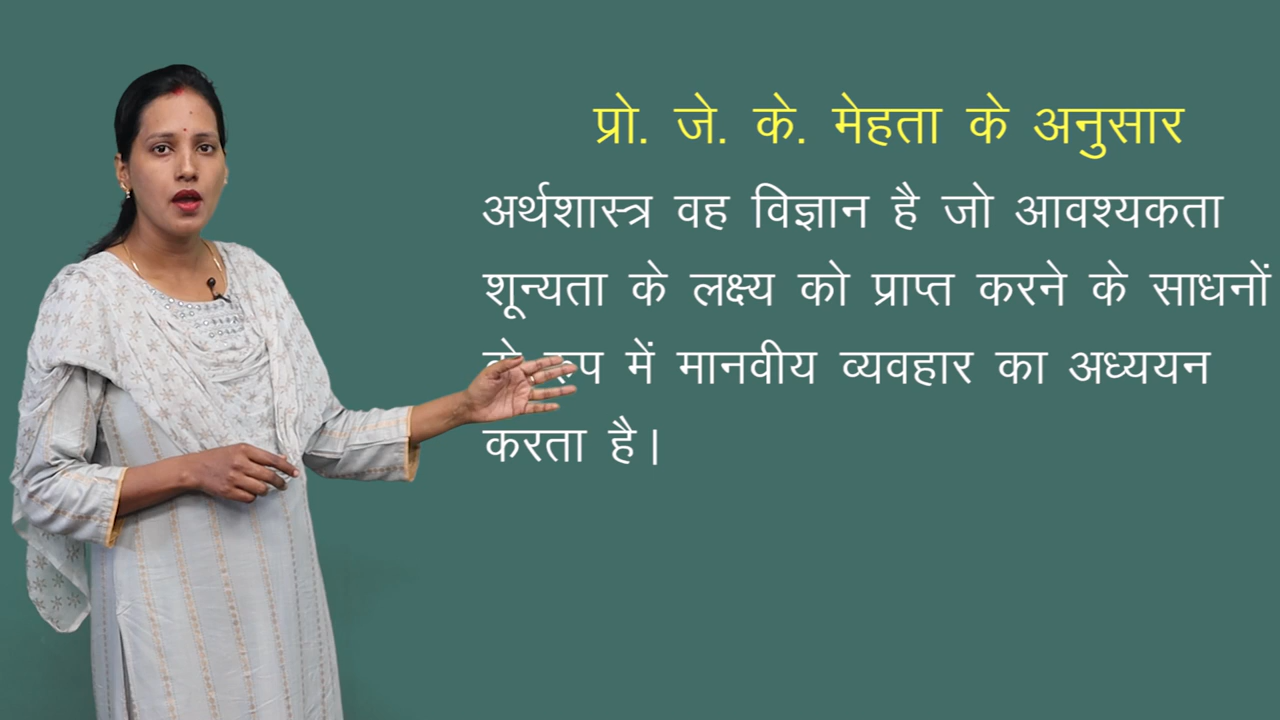 प्रो. जे. के. मेहता के अनुसार
अर्थशास्त्र वह विज्ञान है जो आवश्यकता
शून्यता के लक्ष्य को प्राप्त करने के साधनों
के रुप में मानवीय व्यवहार का अध्ययन
करता है।